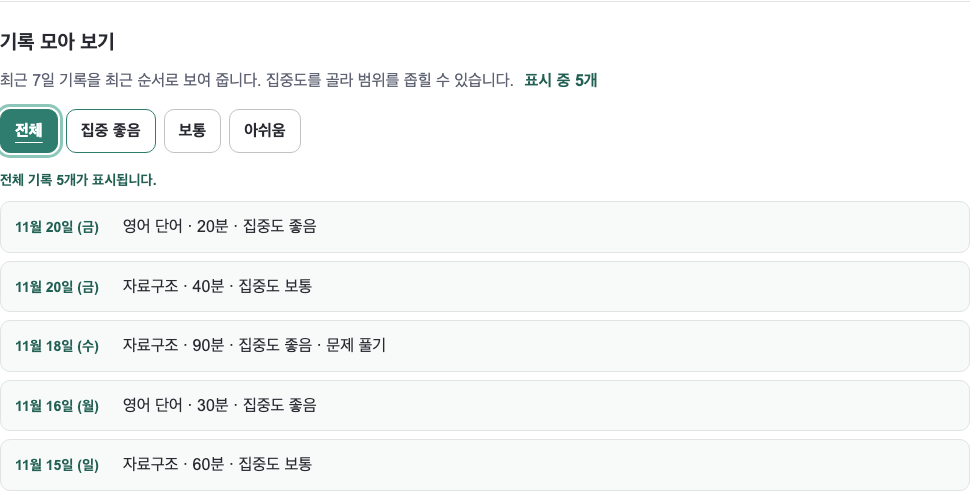 기록 모아 보기
최근 7일 기록을 최근 순서로 보여 줍니다. 집중도를 골라 범위를 좁힐 수 있습니다. 표시 중 5개
전체 집중 좋음 보통 아쉬움
전체 기록 5개가 표시됩니다.
11월 20일 (금) 영어 단어 · 20분 · 집중도 좋음
11월 20일 (금) 자료구조 · 40분 · 집중도 보통
11월 18일 (수) 자료구조 · 90분 · 집중도 좋음 · 문제 풀기
11월 16일 (월) 영어 단어 · 30분 · 집중도 좋음
11월 15일 (일) 자료구조 · 60분 · 집중도 보통